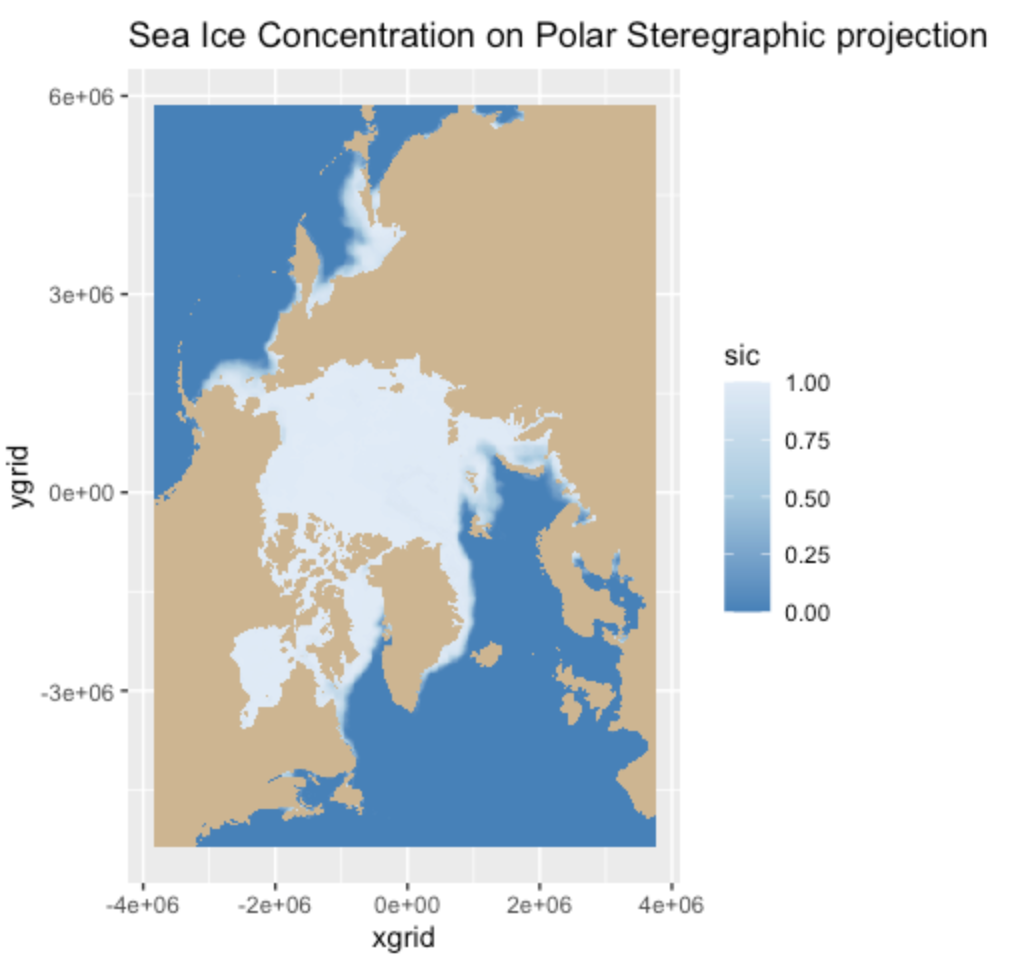 Sea Ice Concentration on Polar Steregraphic projection
6e+06
3e+06
0e+00
-3e+06
ygrid
-4e+06 -2e+06 0e+00 2e+06 4e+06
xgrid
sic
1.00
0.75
0.50
0.25
0.00